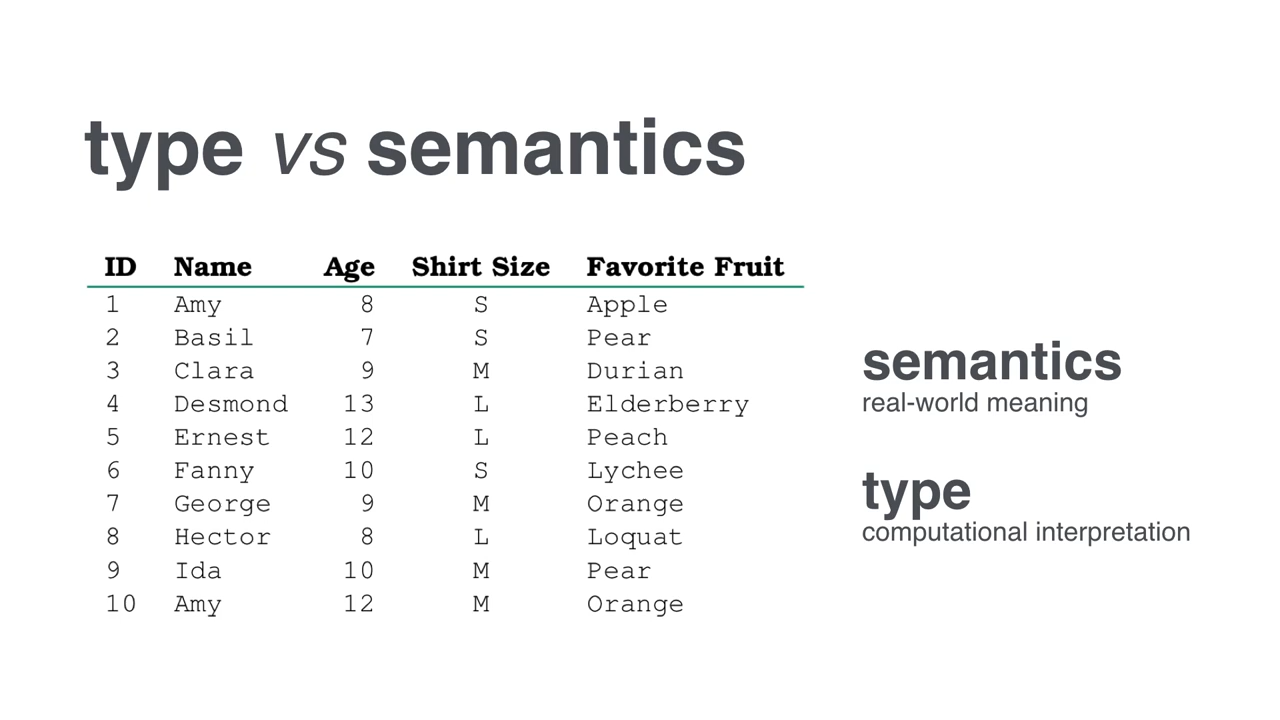 type vs semantics
ID Name Age Shirt Size Favorite Fruit
1 Amy 8 S Apple
2 Basil 7 S Pear
3 Clara 9 M Durian
4 Desmond 13 L Elderberry
5 Ernest 12 L Peach
6 Fanny 10 S Lychee
7 George 9 M Orange
8 Hector 8 L Loquat
9 Ida 10 M Pear
10 Amy 12 M Orange
semantics
real-world meaning
type
computational interpretation